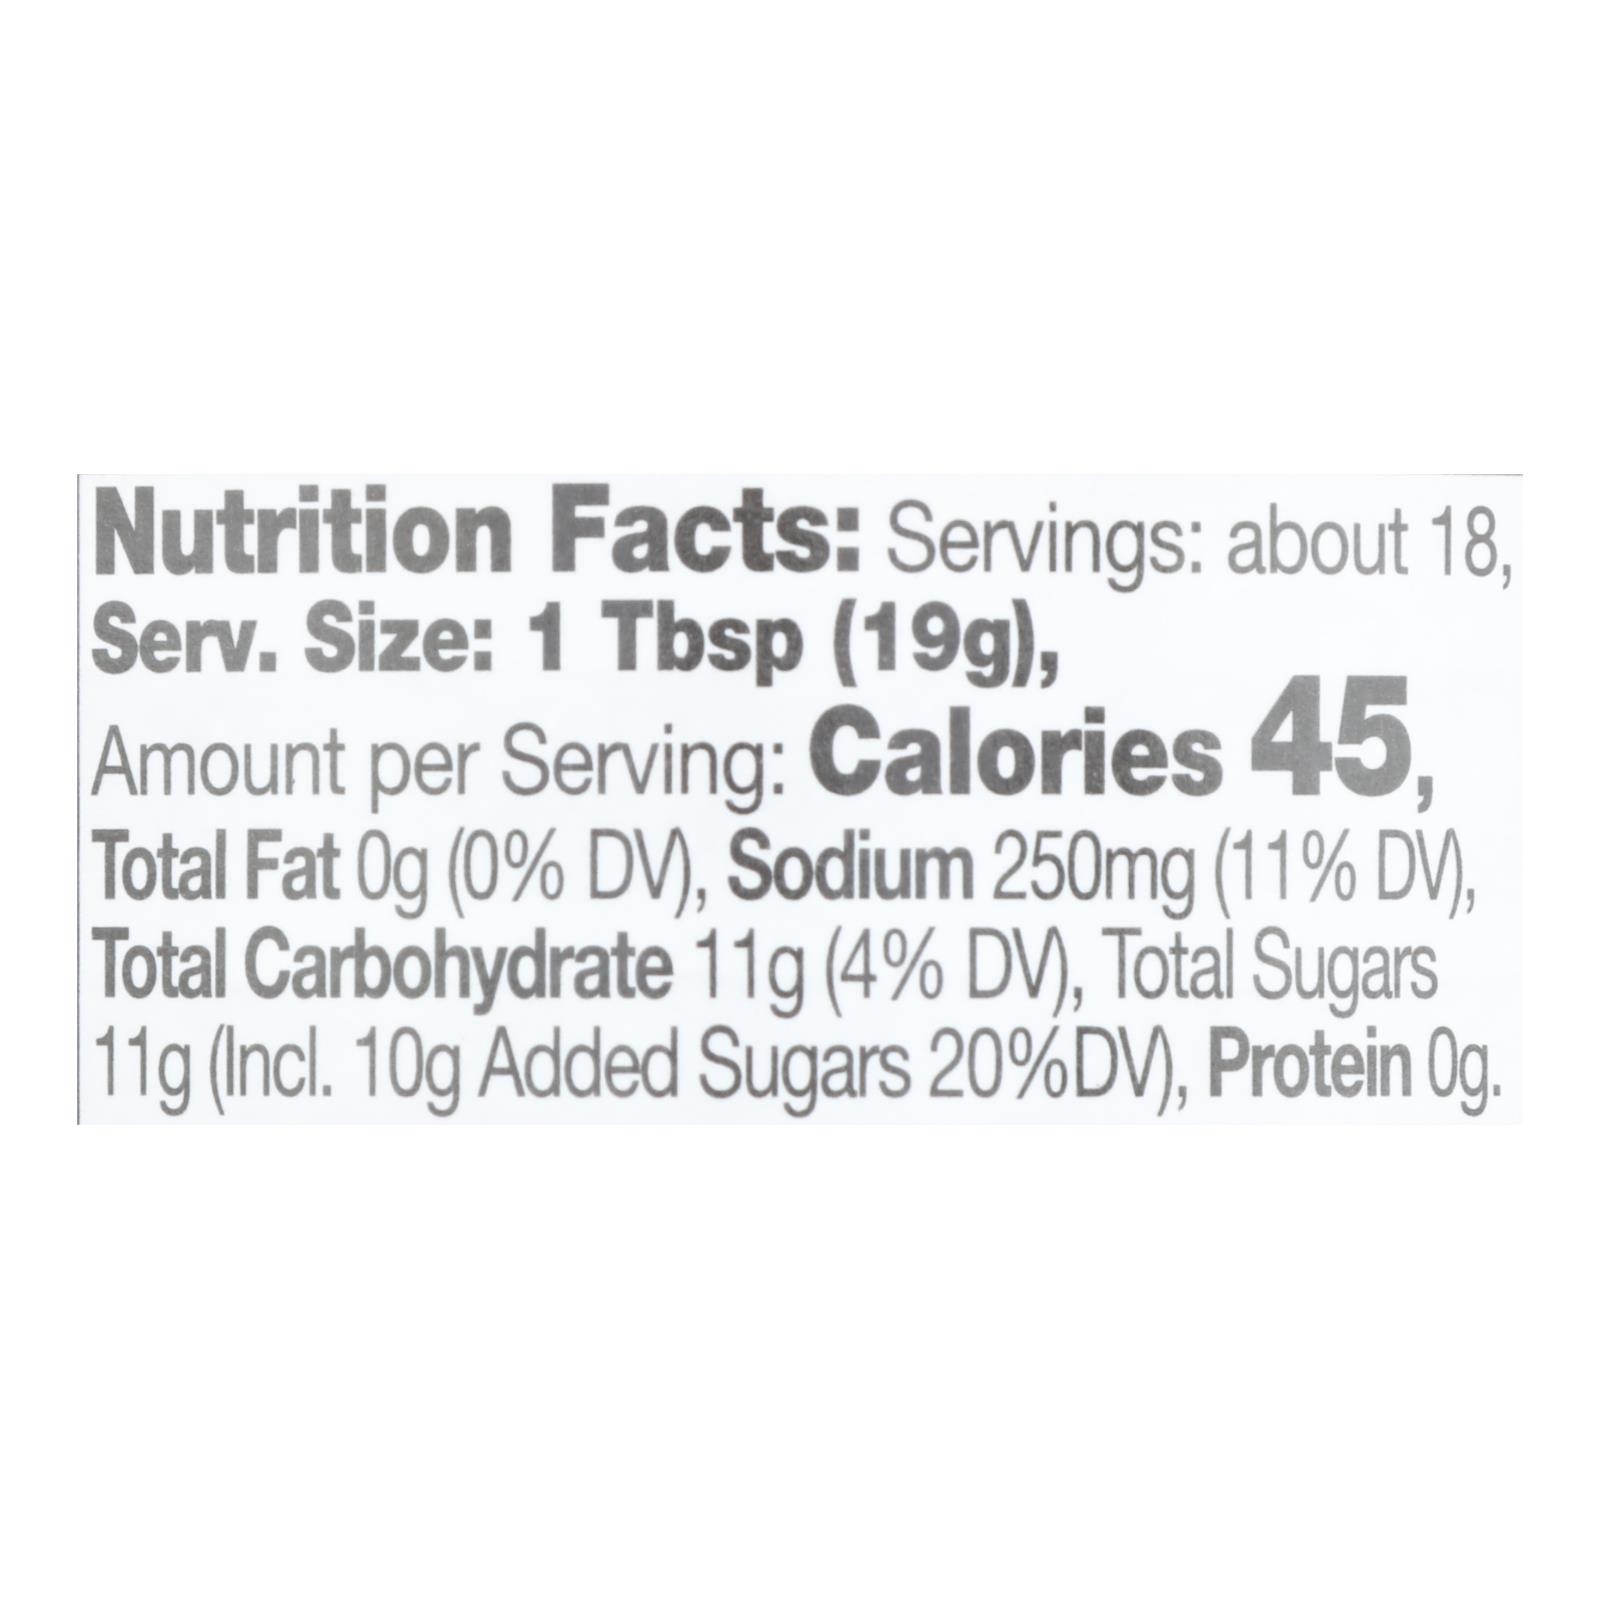 Nutrition Facts: Servings: about 18,
Serv. Size: 1 Tbsp (19g),
Amount per Serving: Calories 45,
Total Fat 0g (0% DV), Sodium 250mg (11% DV),
Total Carbohydrate 11g (4% DV), Total Sugars
11g (Incl. 10g Added Sugars 20%DV), Protein 0g.